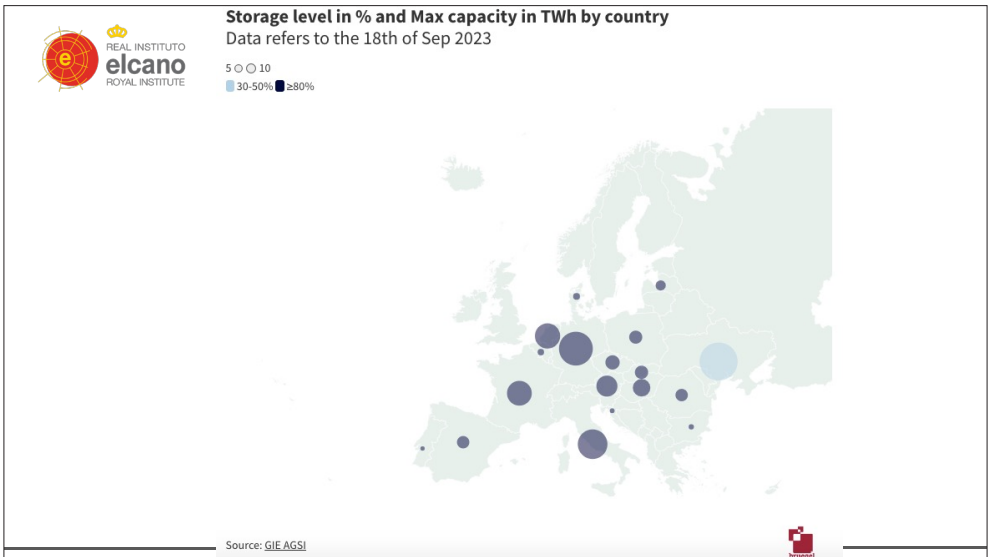 Storage level in % and Max capacity in TWh by country
Data refers to the 18th of Sep 2023
REAL INSTITUTO
elcano
ROYAL INSTITUTE
e
5 10
30-50% ≥80%
Source: GIE AGSI
bruegel